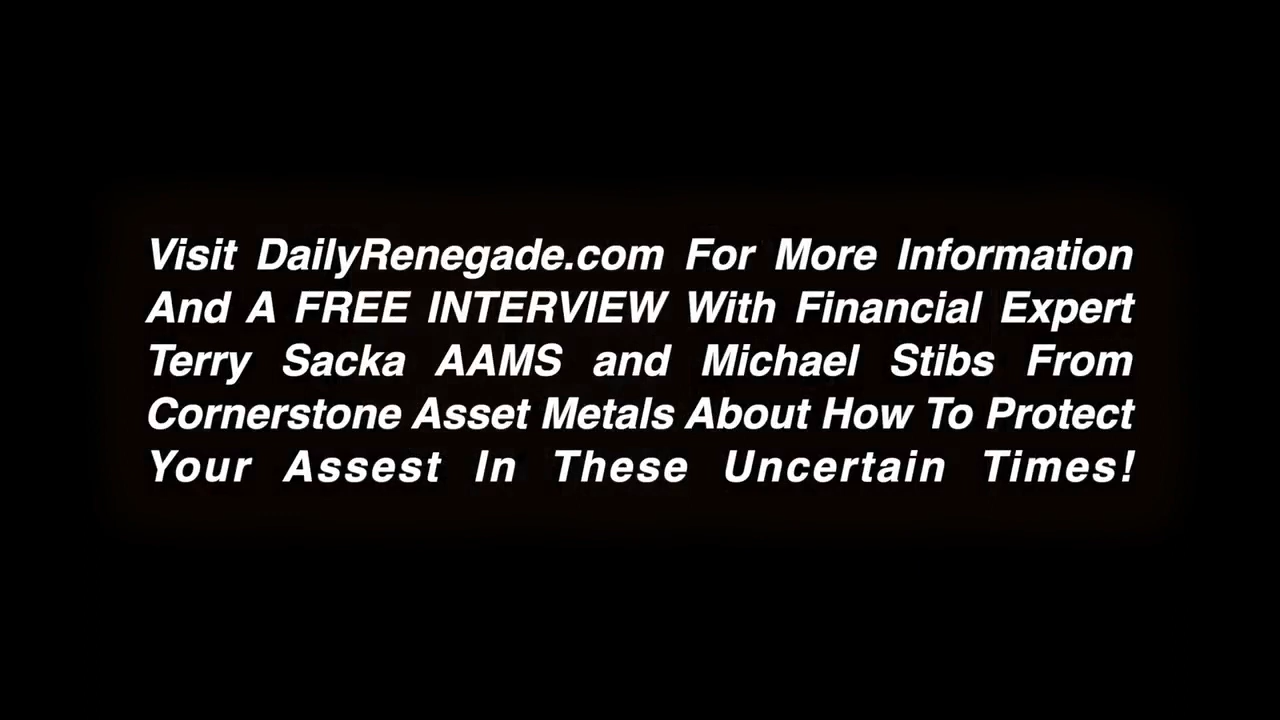 Visit DailyRenegade.com For More Information
And A FREE INTERVIEW With Financial Expert
Terry Sacka AAMS and Michael Stibs From
Cornerstone Asset Metals About How To Protect
Your Assest In These Uncertain Times!